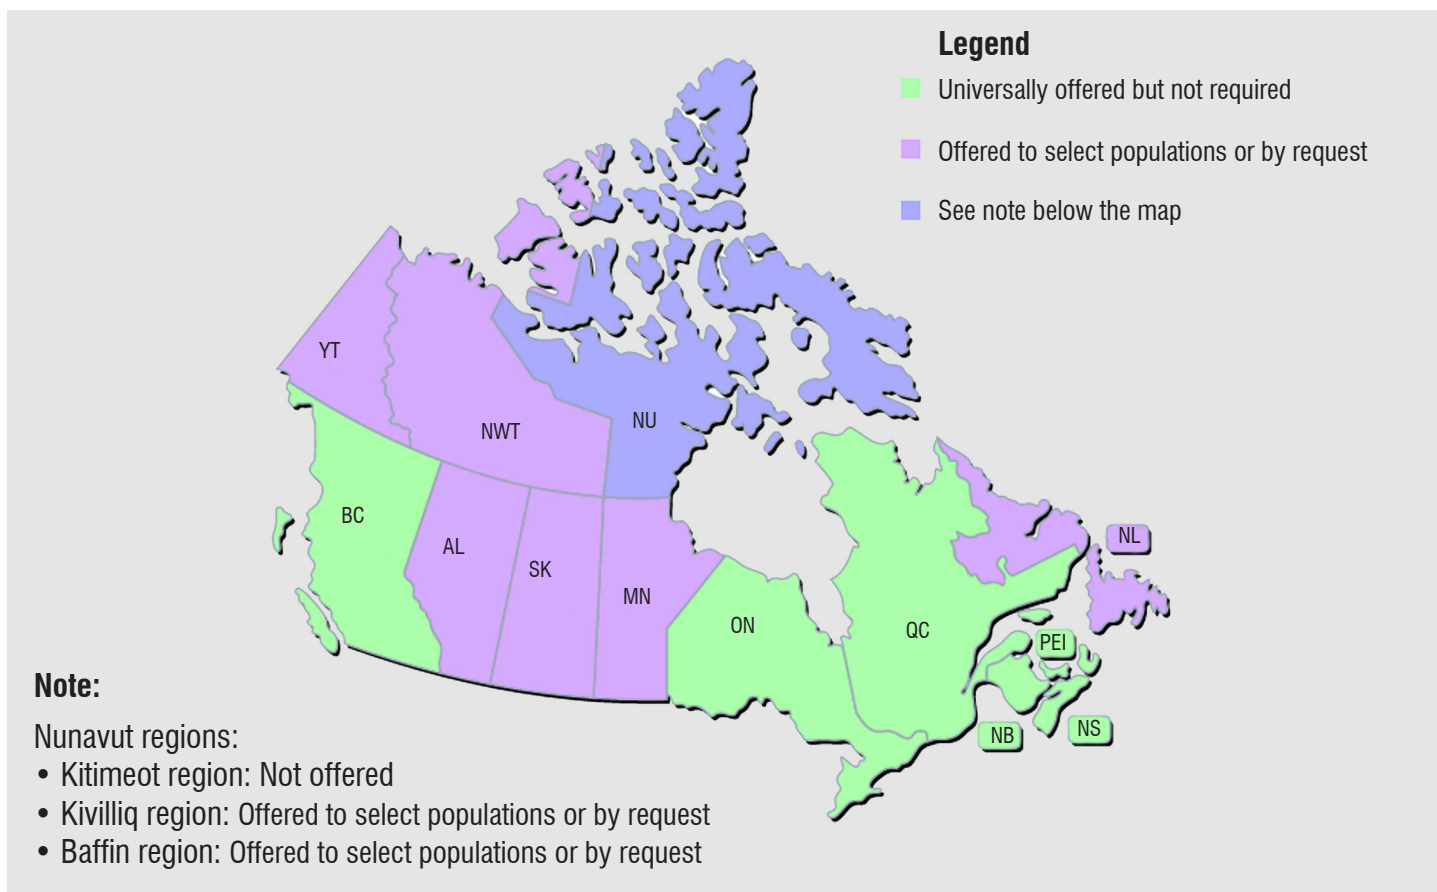 Legend
Universally offered but not required
Offered to select populations or by request
See note below the map
YT
NWT
NU
BC
AL
SK
MN
ON
QC
NL
PEI
NB
NS
Note:
Nunavut regions:
• Kitimeot region: Not offered
• Kivilliq region: Offered to select populations or by request
• Baffin region: Offered to select populations or by request